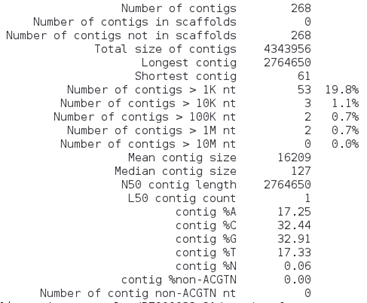 Number of contigs 268
Number of contigs in scaffolds 0
Number of contigs not in scaffolds 268
Total size of contigs 4343956
Longest contig 2764650
Shortest contig 61
Number of contigs > 1K nt 53 19.8%
Number of contigs > 10K nt 3 1.1%
Number of contigs > 100K nt 2 0.7%
Number of contigs > 1M nt 2 0.7%
Number of contigs > 10M nt 0 0.0%
Mean contig size 16209
Median contig size 127
N50 contig length 2764650
L50 contig count 1
contig %A 17.25
contig %C 32.44
contig %G 32.91
contig %T 17.33
contig %N 0.06
contig %non-ACGTN 0.00
Number of contig non-ACGTN nt 0